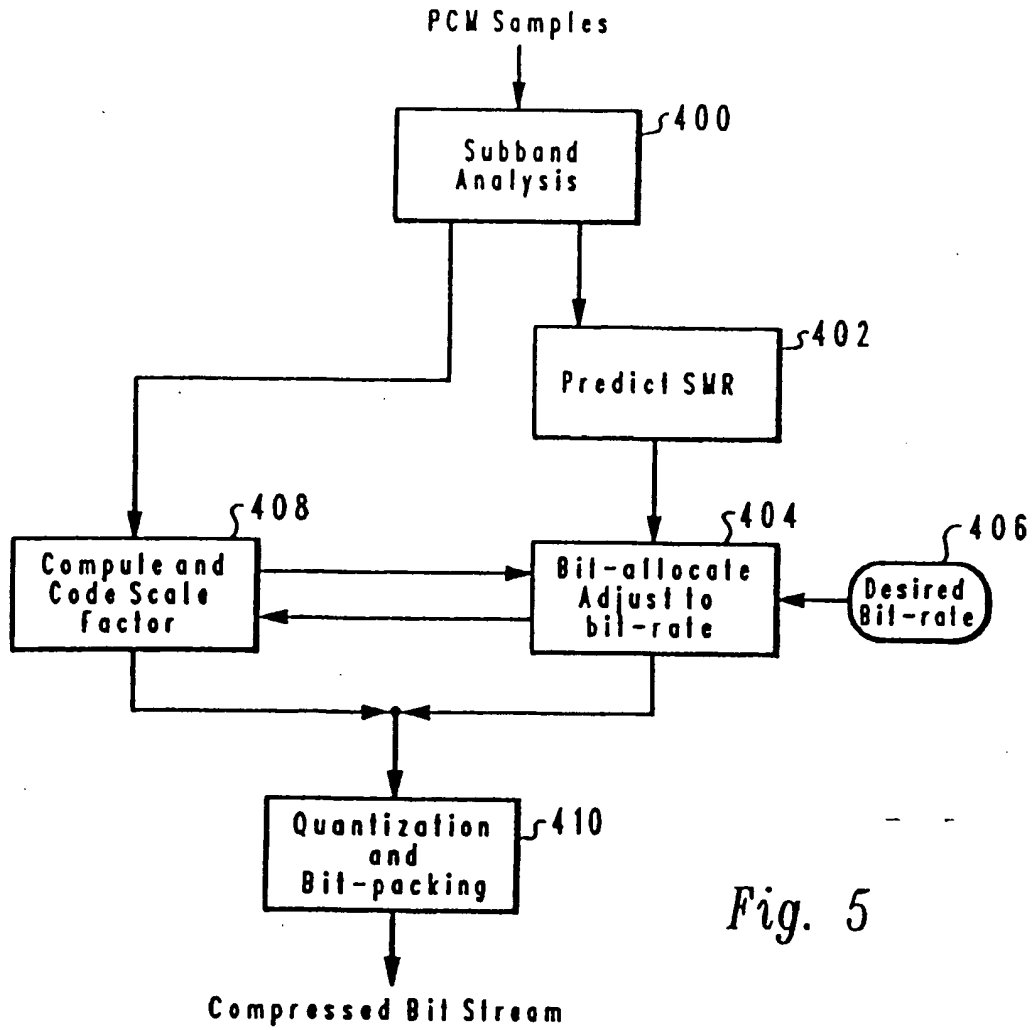 PCM Samples
400
Subband
Analysis
402
Predict SMR
408
Compute and
Code Scale
Factor
404
Bit-allocate
Adjust to
bit-rate
406
Desired
Bit-rate
Quantization
and
Bit-packing
410
Fig. 5
Compressed Bit Stream